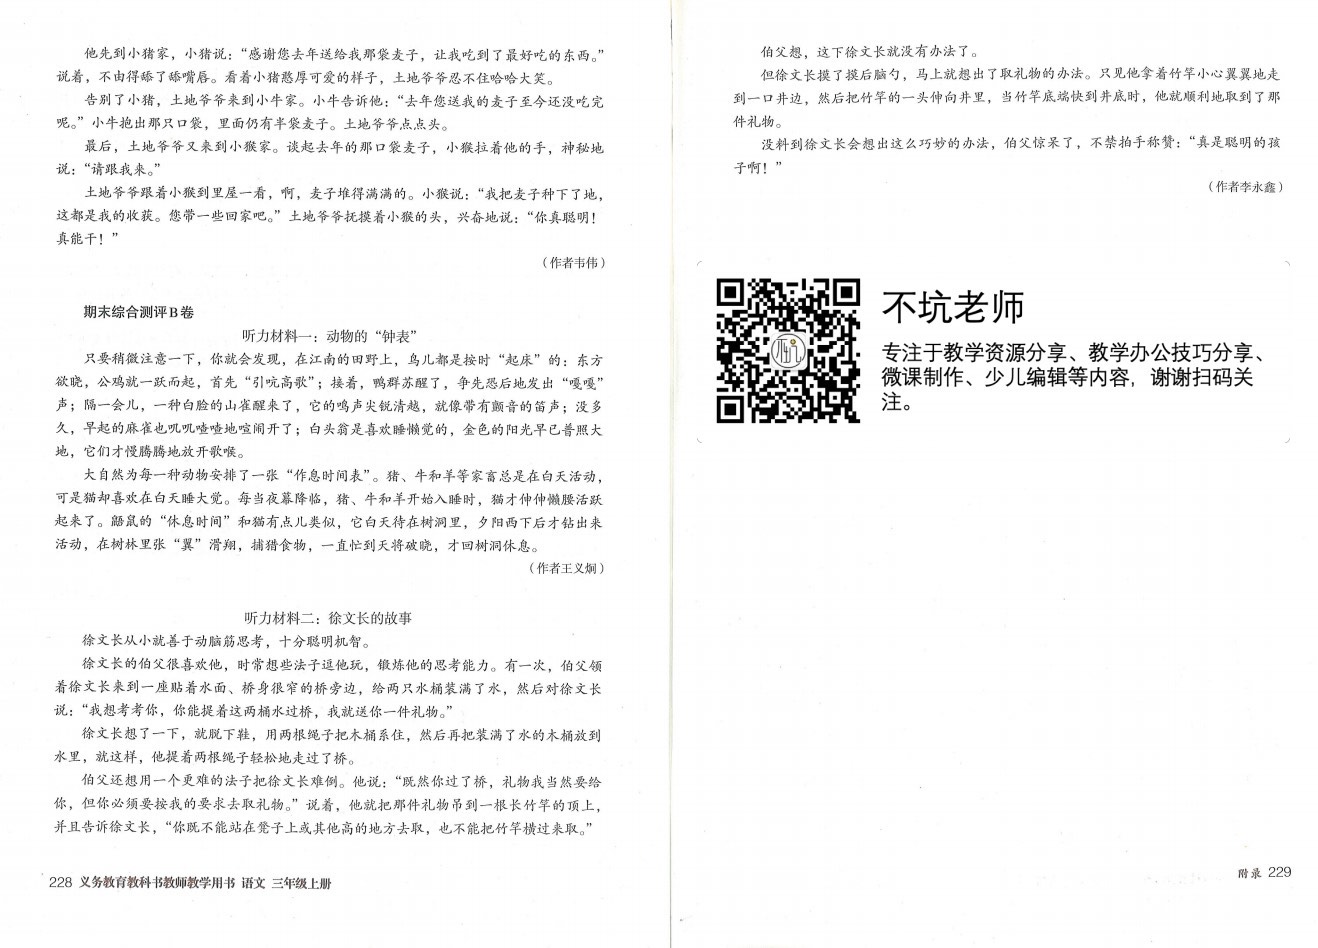 他先到小猪家，小猪说：“感谢您去年送给我那袋麦子，让我吃到了最好吃的东西。”
说着，不由得舔了舔嘴唇。看着小猪憨厚可爱的样子，土地爷爷忍不住哈哈大笑。
告别了小猪，土地爷爷来到小牛家。小牛告诉他：“去年您送我的麦子至今还没吃完
呢。”小牛抱出那只口袋，里面仍有半袋麦子。土地爷爷点点头。
最后，土地爷爷又来到小猴家。谈起去年的那口袋麦子，小猴拉着他的手，神秘地
说：“请跟我来。”
土地爷爷跟着小猴到里屋一看，啊，麦子堆得满满的。小猴说：“我把麦子种下了地，
这都是我的收获。您带一些回家吧。”土地爷爷抚摸着小猴的头，兴奋地说：“你真聪明！
真能干！”
（作者韦伟）
期末综合测评B卷
听力材料一：动物的“钟表”
只要稍微注意一下，你就会发现，在江南的田野上，鸟儿都是按时“起床”的：东方
欲晓，公鸡就一跃而起，首先“引吭高歌”；接着，鸭群苏醒了，争先恐后地发出“嘎嘎”
声；隔一会儿，一种白脸的山雀醒来了，它的鸣声尖锐清越，就像带有颤音的笛声；没多
久，早起的麻雀也叽叽喳喳地喧闹开了；白头翁是喜欢睡懒觉的，金色的阳光早已普照大
地，它们才慢腾腾地放开歌喉。
大自然为每一种动物安排了一张“作息时间表”。猪、牛和羊等家畜总是在白天活动，
可是猫却喜欢在白天睡大觉。每当夜幕降临，猪、牛和羊开始入睡时，猫才伸伸懒腰活跃
起来了。鼯鼠的“休息时间”和猫有点儿类似，它白天待在树洞里，夕阳西下后才钻出来
活动，在树林里张“翼”滑翔，捕猎食物，一直忙到天将破晓，才回树洞休息。
（作者王义炯）
听力材料二：徐文长的故事
徐文长从小就善于动脑筋思考，十分聪明机智。
徐文长的伯父很喜欢他，时常想些法子逗他玩，锻炼他的思考能力。有一次，伯父领
着徐文长来到一座贴着水面、桥身很窄的桥旁边，给两只水桶装满了水，然后对徐文长
说：“我想考考你，你能提着这两桶水过桥，我就送你一件礼物。”
徐文长想了一下，就脱下鞋，用两根绳子把木桶系住，然后再把装满了水的木桶放到
水里，就这样，他提着两根绳子轻松地走过了桥。
伯父还想用一个更难的法子把徐文长难倒。他说：“既然你过了桥，礼物我当然要给
你，但你必须要按我的要求去取礼物。”说着，他就把那件礼物吊到一根长竹竿的顶上，
并且告诉徐文长，“你既不能站在凳子上或其他高的地方去取，也不能把竹竿横过来取。”
228 义务教育教科书教师教学用书 语文 三年级上册
伯父想，这下徐文长就没有办法了。
但徐文长摸了摸后脑勺，马上就想出了取礼物的办法。只见他拿着竹竿小心翼翼地走
到一口井边，然后把竹竿的一头伸向井里，当竹竿底端快到井底时，他就顺利地取到了那
件礼物。
没料到徐文长会想出这么巧妙的办法，伯父惊呆了，不禁拍手称赞：“真是聪明的孩
子啊！”
（作者李永鑫）
不坑老师
专注于教学资源分享、教学办公技巧分享、
微课制作、少儿编辑等内容，谢谢扫码关
注。
附录 229